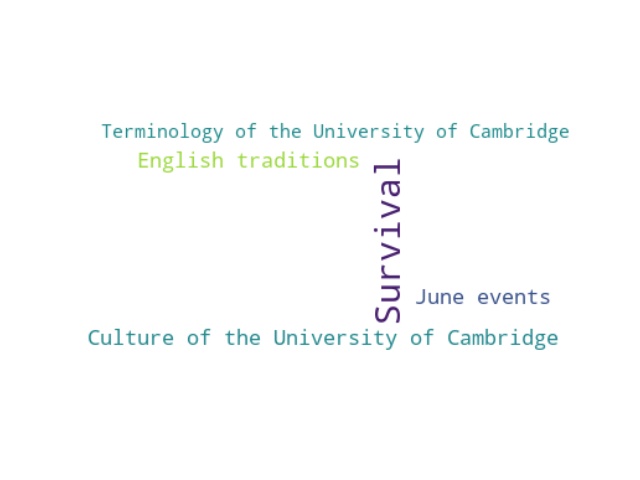 Terminology of the University of Cambridge
English traditions
Survival
June events
Culture of the University of Cambridge